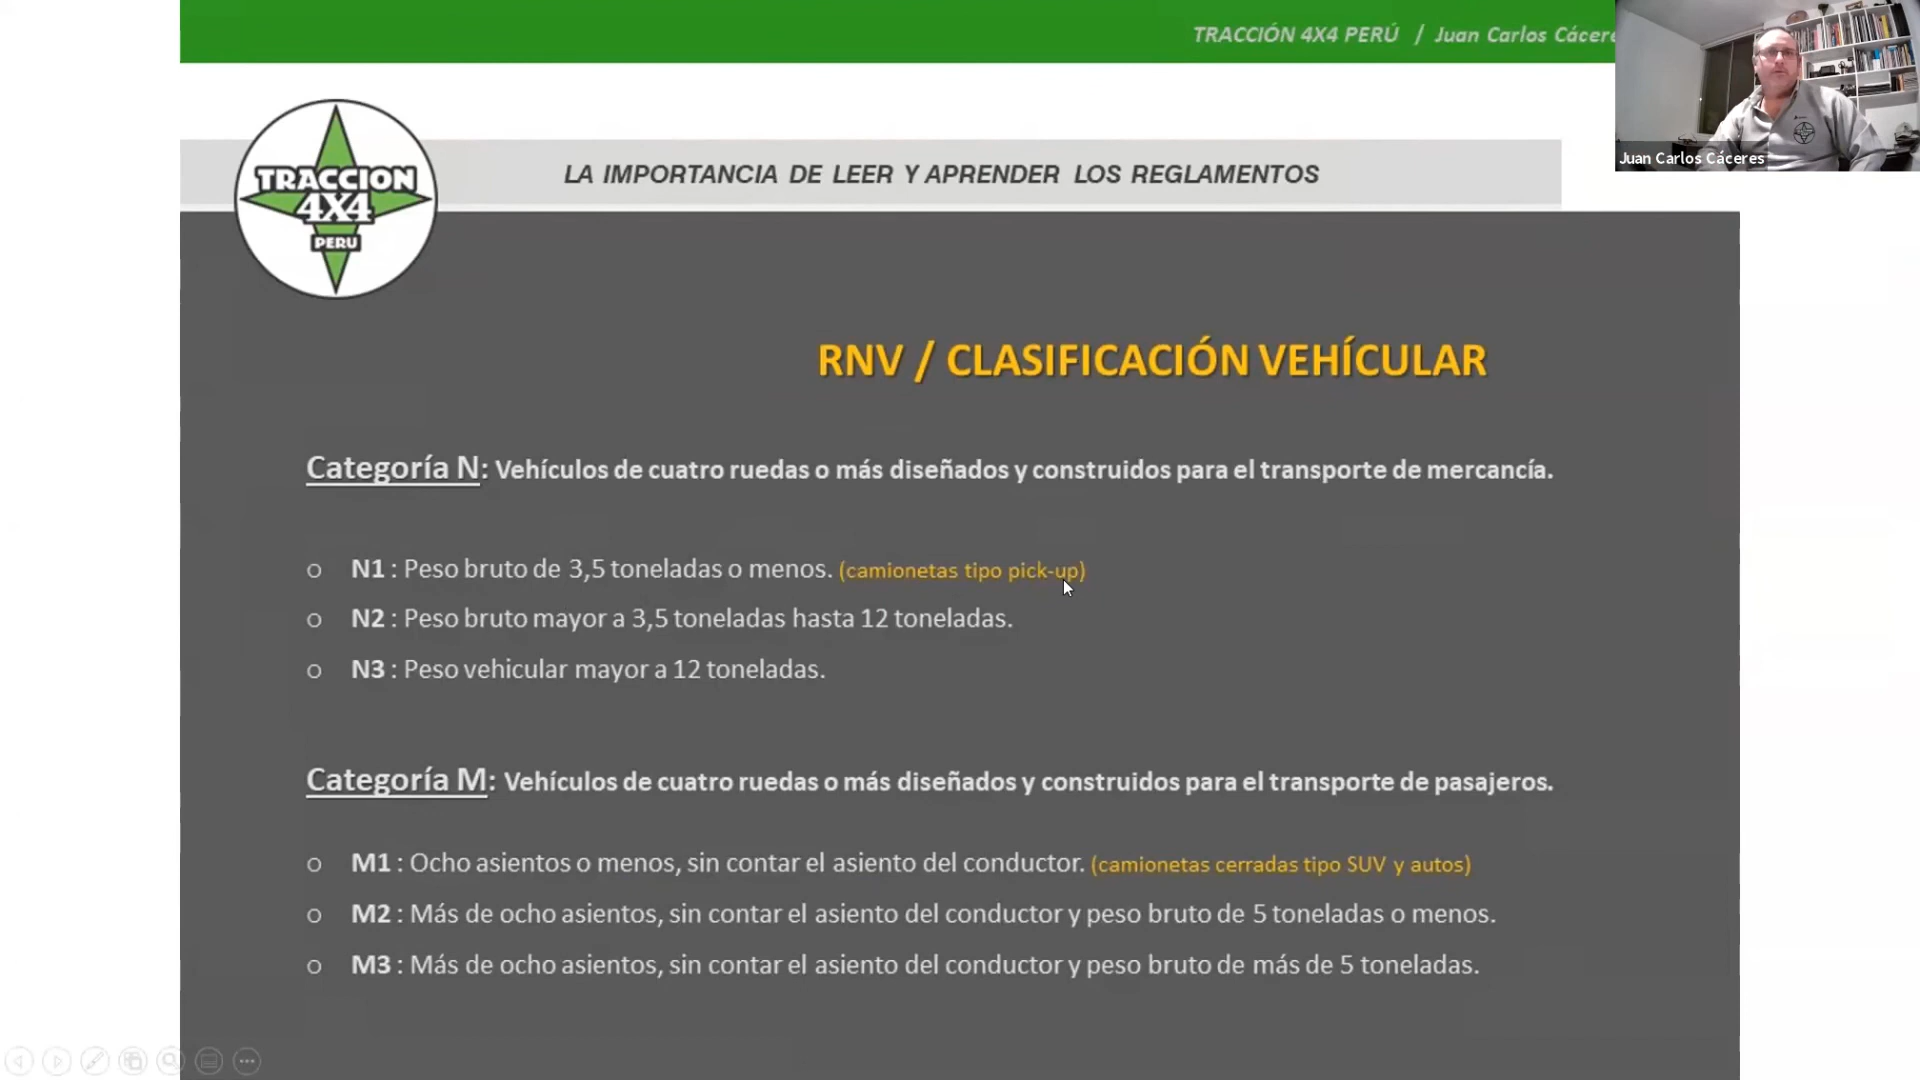 TRACCIÓN 4X4 PERÚ / Juan Carlos Cácere
Juan Carlos Cáceres
LA IMPORTANCIA DE LEER Y APRENDER LOS REGLAMENTOS
TRACCION
4X4
PERU
RNV / CLASIFICACIÓN VEHÍCULAR
Categoría N: Vehículos de cuatro ruedas o más diseñados y construidos para el transporte de mercancía.
o N1 : Peso bruto de 3,5 toneladas o menos. (camionetas tipo pick-up)
o N2 : Peso bruto mayor a 3,5 toneladas hasta 12 toneladas.
o N3 : Peso vehicular mayor a 12 toneladas.
Categoría M: Vehículos de cuatro ruedas o más diseñados y construidos para el transporte de pasajeros.
o M1 : Ocho asientos o menos, sin contar el asiento del conductor. (camionetas cerradas tipo SUV y autos)
o M2 : Más de ocho asientos, sin contar el asiento del conductor y peso bruto de 5 toneladas o menos.
o M3 : Más de ocho asientos, sin contar el asiento del conductor y peso bruto de más de 5 toneladas.